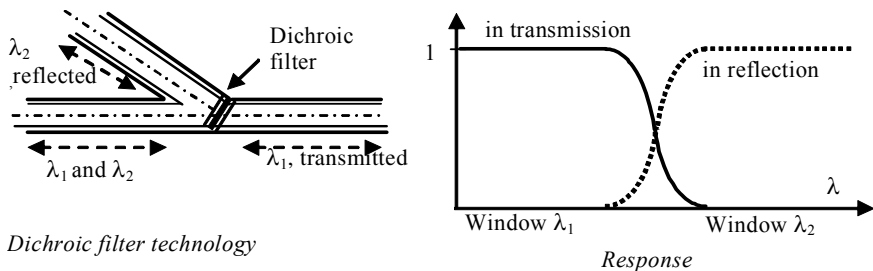 λ₂
, reflected
Dichroic
filter
λ₁ and λ₂
λ₁, transmitted
Dichroic filter technology
in transmission
1
in reflection
λ
Window λ₁
Window λ₂
Response